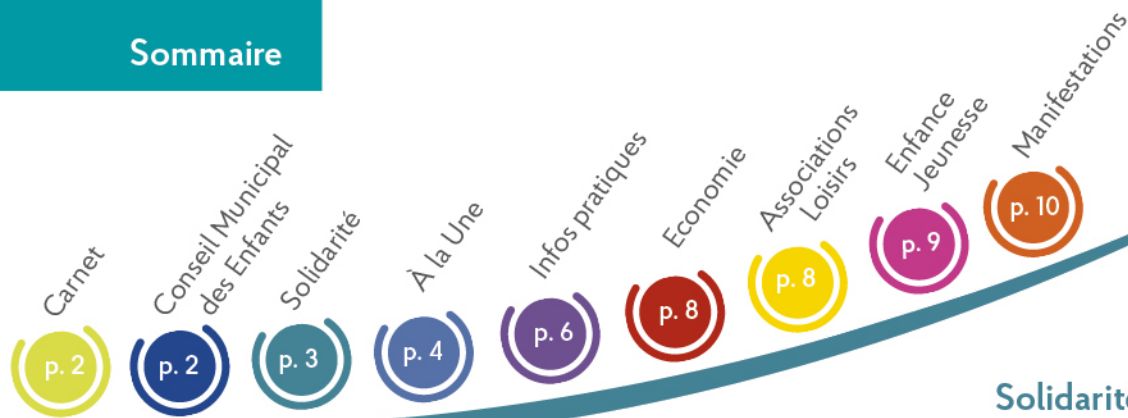 Sommaire
Carnet
p. 2
Conseil Municipal
des Enfants
p. 2
Solidarité
p. 3
À la Une
p. 4
Infos pratiques
p. 6
Economie
p. 8
Associations
Loisirs
p. 8
Enfance
Jeunesse
p. 9
Manifestations
p. 10
Solidarité